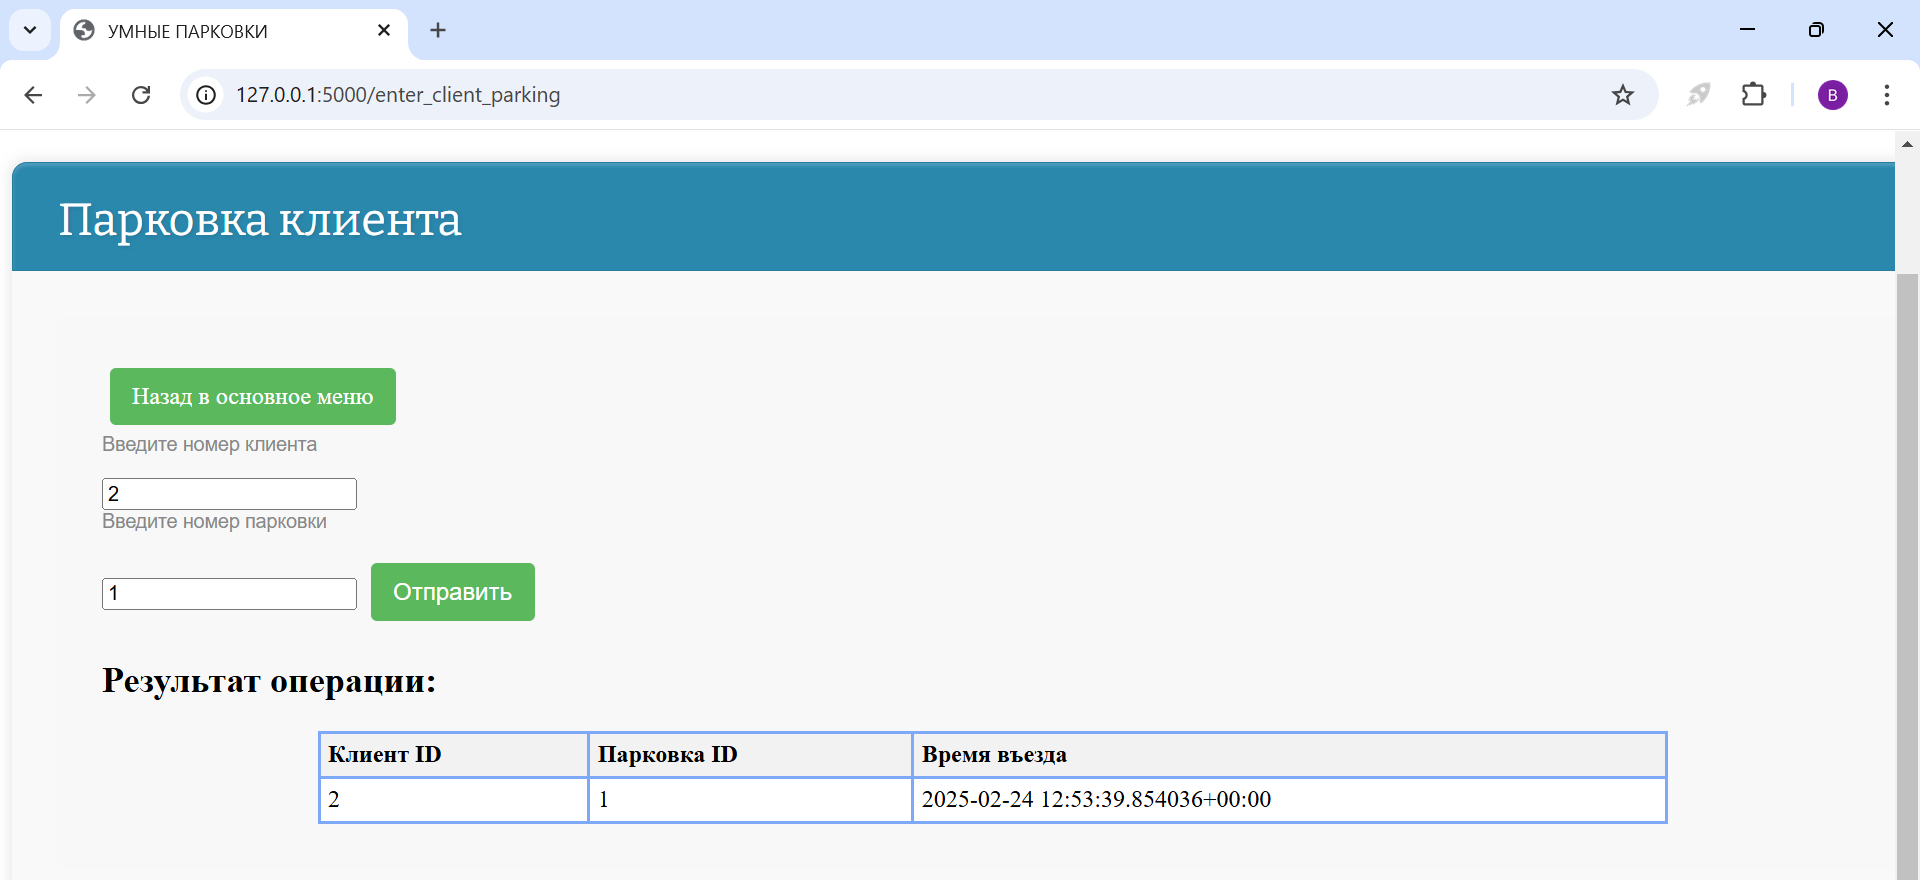 УМНЫЕ ПАРКОВКИ
127.0.0.1:5000/enter_client_parking
B
Парковка клиента
Назад в основное меню
Введите номер клиента
2
Введите номер парковки
1
Отправить
Результат операции:
Клиент ID Парковка ID Время въезда
2 1 2025-02-24 12:53:39.854036+00:00